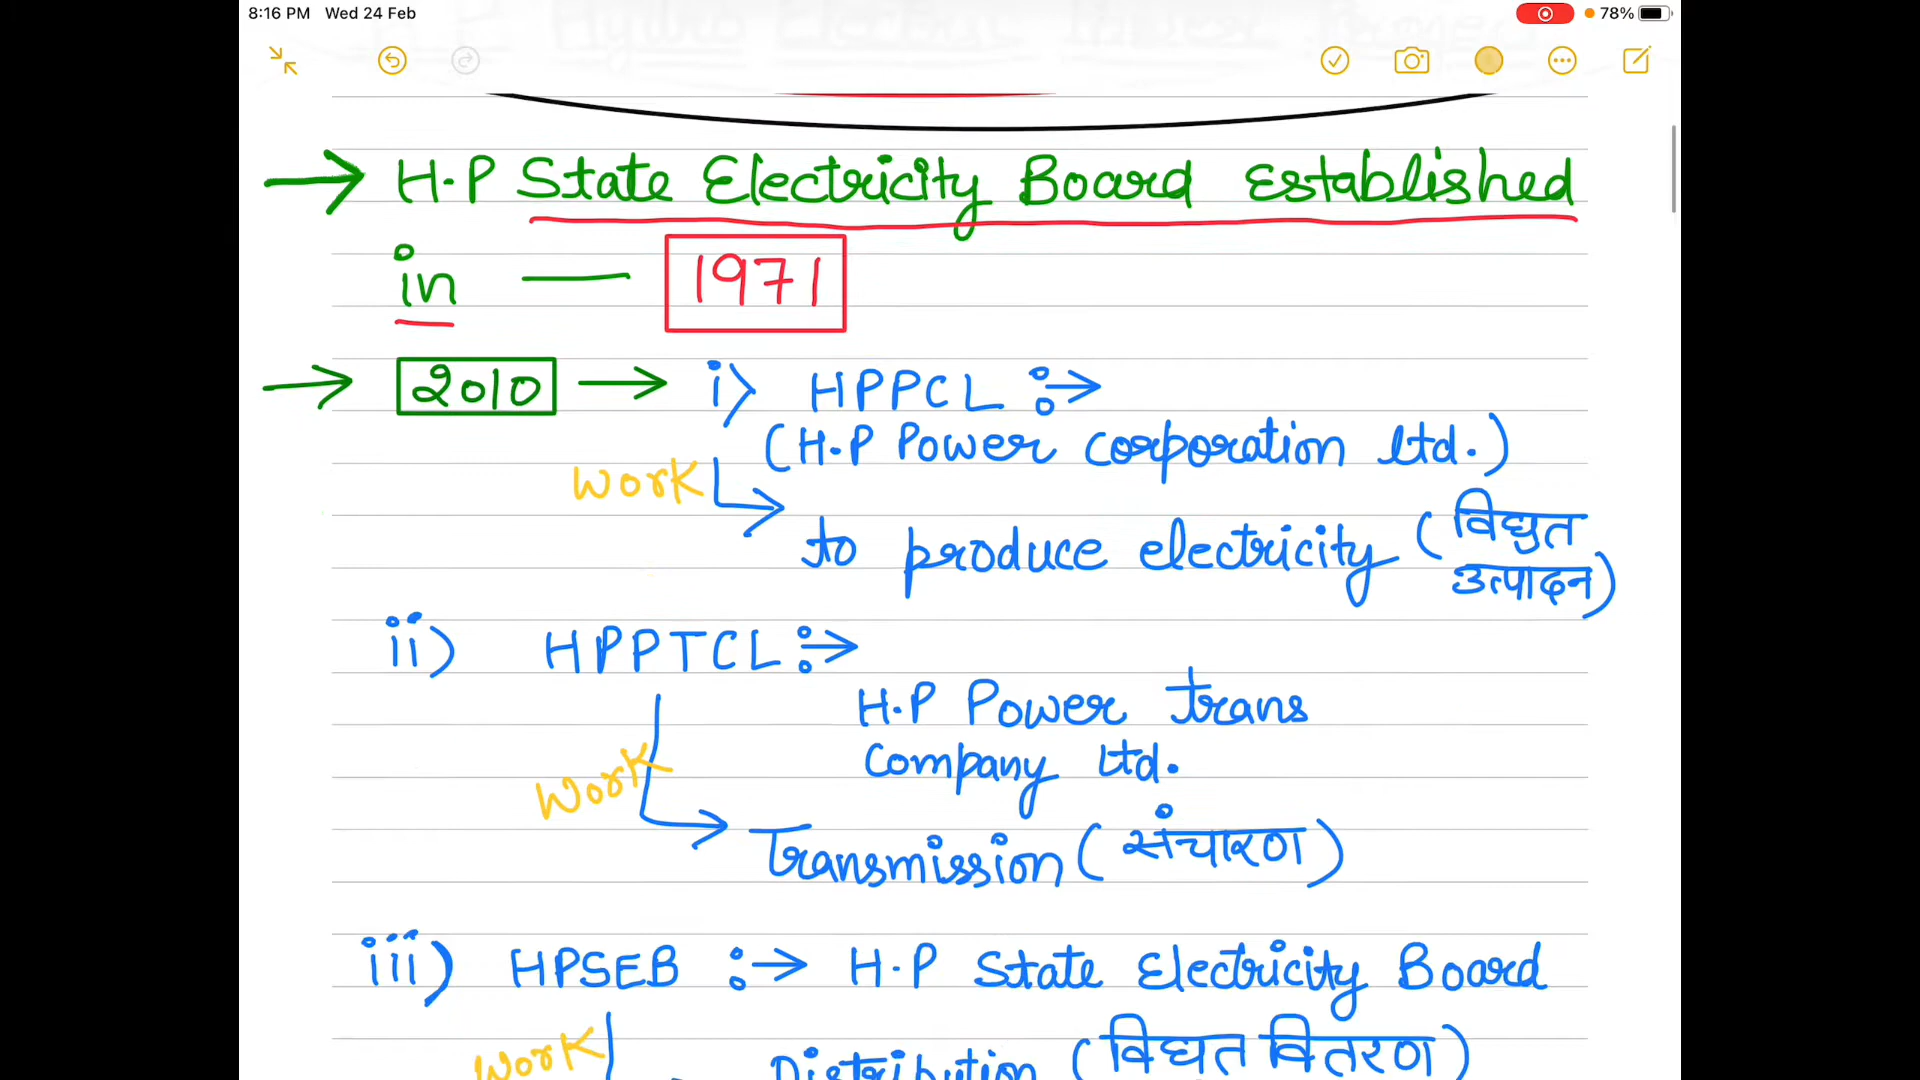 8:16 PM Wed 24 Feb
78%
→ H.P State Electricity Board Established
in — 1971
→ 2010 → i) HPPCL :→
(H.P Power corporation Ltd.)
Work
to produce electricity (विधुत
उत्पादन)
ii) HPPTCL :→
H.P Power trans
Company Ltd.
Work
Transmission (संचारण)
iii) HPSEB :→ H.P State Electricity Board
Work
Distribution (विधुत वितरण)